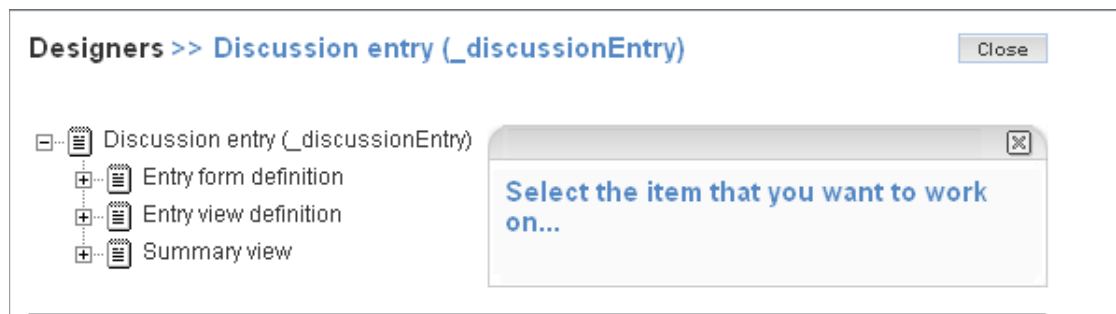 Designers >> Discussion entry (_discussionEntry)
Close
Discussion entry (_discussionEntry)
Entry form definition
Entry view definition
Summary view
Select the item that you want to work
on...